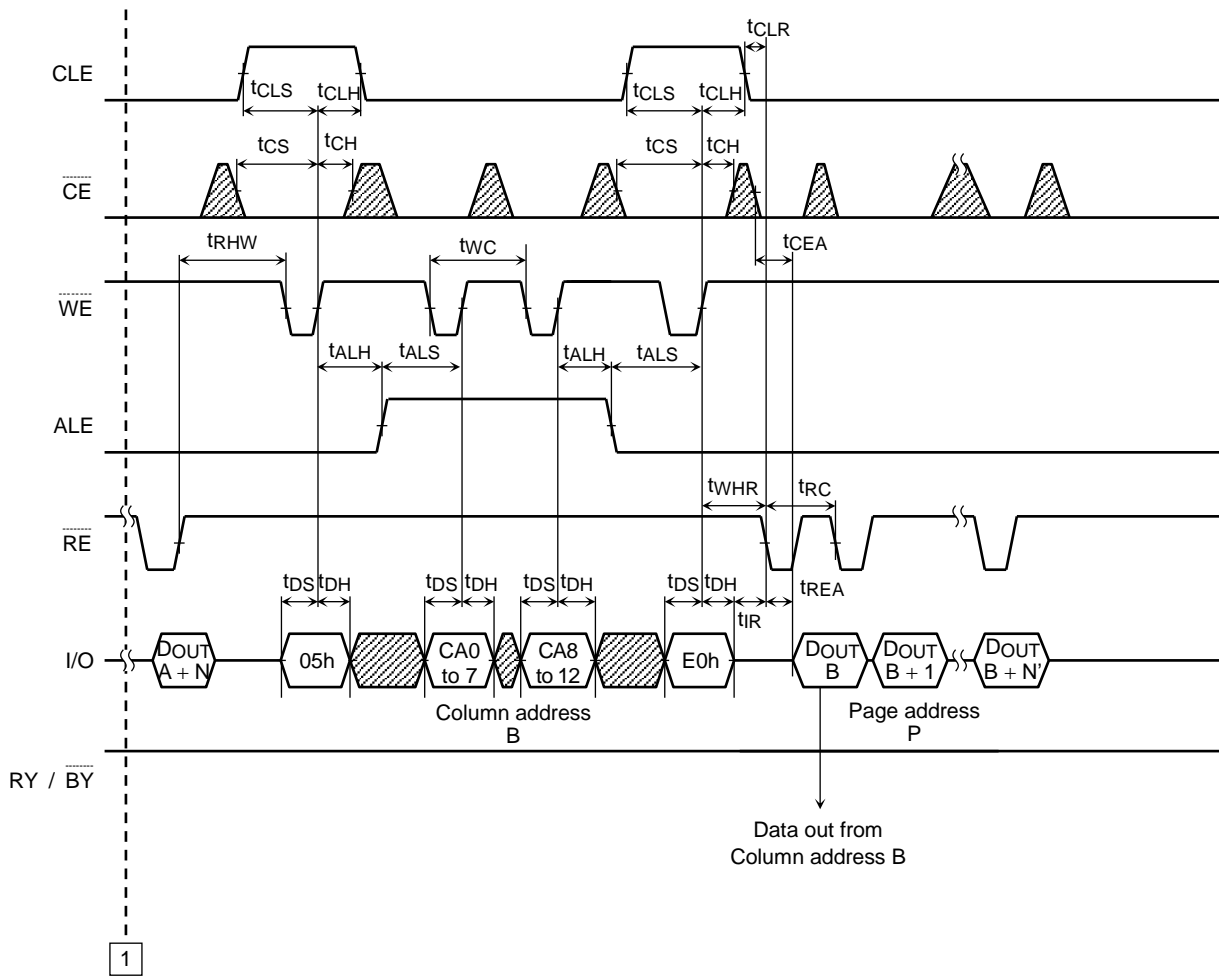 tCLR
CLE
tCLS tCLH tCLS tCLH
tCS tCH tCS tCH
CE
tRHW tWC tCEA
WE
tALH tALS tALH tALS
ALE
tWHR tRC
RE
tDS tDH tDS tDH tDS tDH tDS tDH tREA
tIR
I/O
DOUT
A + N
05h
CA0
to 7
CA8
to 12
E0h
DOUT
B
DOUT
B + 1
DOUT
B + N’
Column address
B
Page address
P
RY / BY
Data out from
Column address B
1